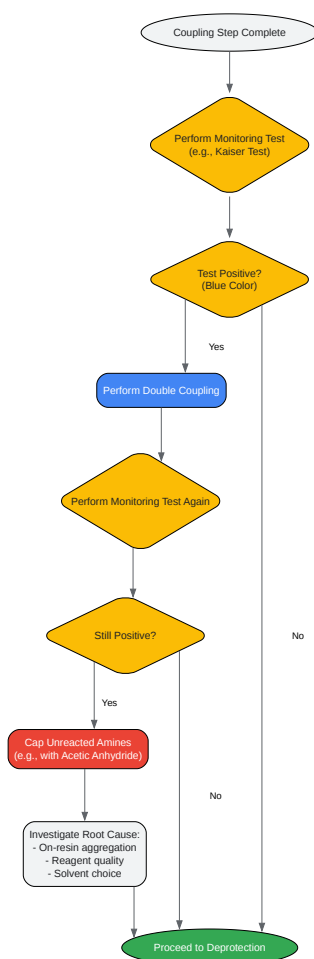 Coupling Step Complete
Perform Monitoring Test
(e.g., Kaiser Test)
Test Positive?
(Blue Color)
Yes
Perform Double Coupling
Perform Monitoring Test Again
Still Positive?
No
Yes
Cap Unreacted Amines
(e.g., with Acetic Anhydride)
No
Investigate Root Cause:
- On-resin aggregation
- Reagent quality
- Solvent choice
Proceed to Deprotection